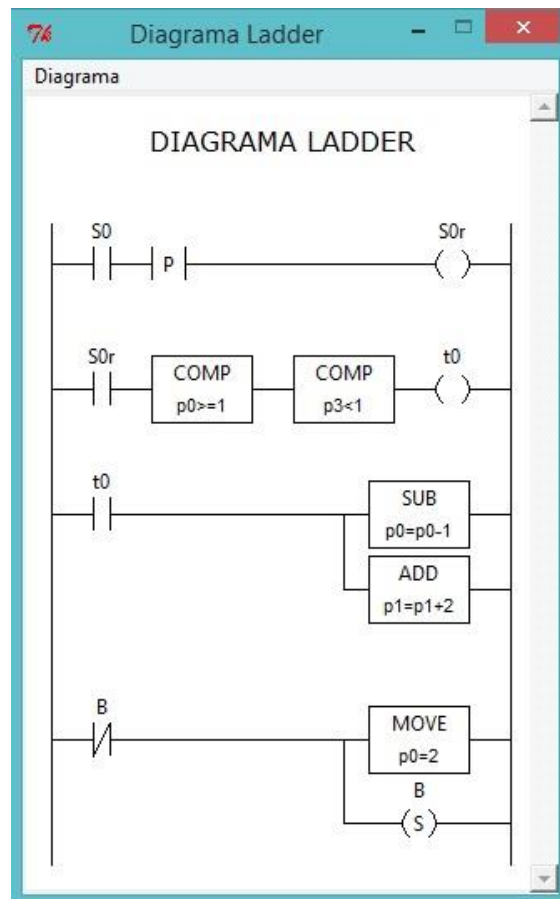 Tk Diagrama Ladder
Diagrama
DIAGRAMA LADDER
S0 S0r
P
S0r t0
COMP COMP
p0>=1 p3<1
t0
SUB
p0=p0-1
ADD
p1=p1+2
B
MOVE
p0=2
B
S